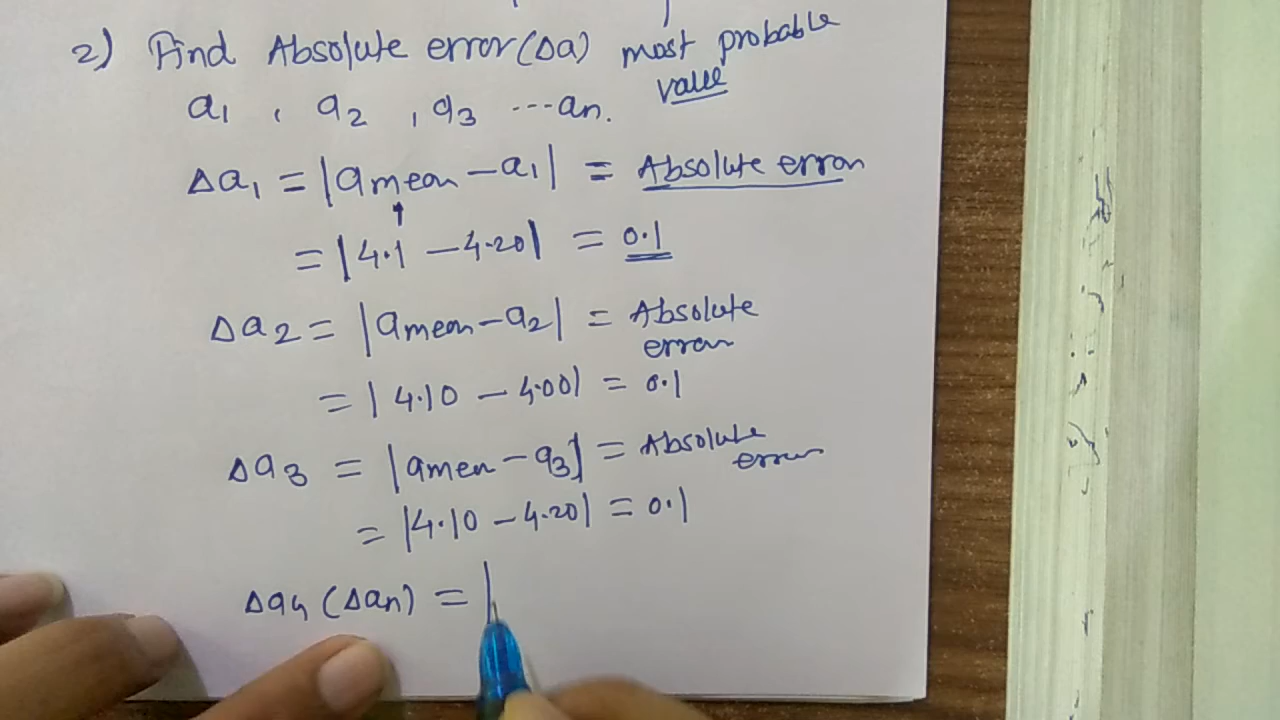 2) Find Absolute error(Δa) most probable value
a1 , a2 , a3 ---an.
Δa1 = |amean - a1| = Absolute error
= |4.1 - 4.20| = 0.1
Δa2 = |amean - a2| = Absolute error
= | 4.10 - 4.00| = 0.1
Δa3 = |amen - a3| = Absolute error
= |4.10 - 4.20| = 0.1
Δa4 (Δan) = |